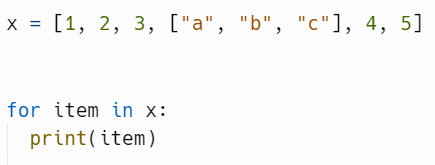 x = [1, 2, 3, ["a", "b", "c"], 4, 5]
for item in x:
  print(item)